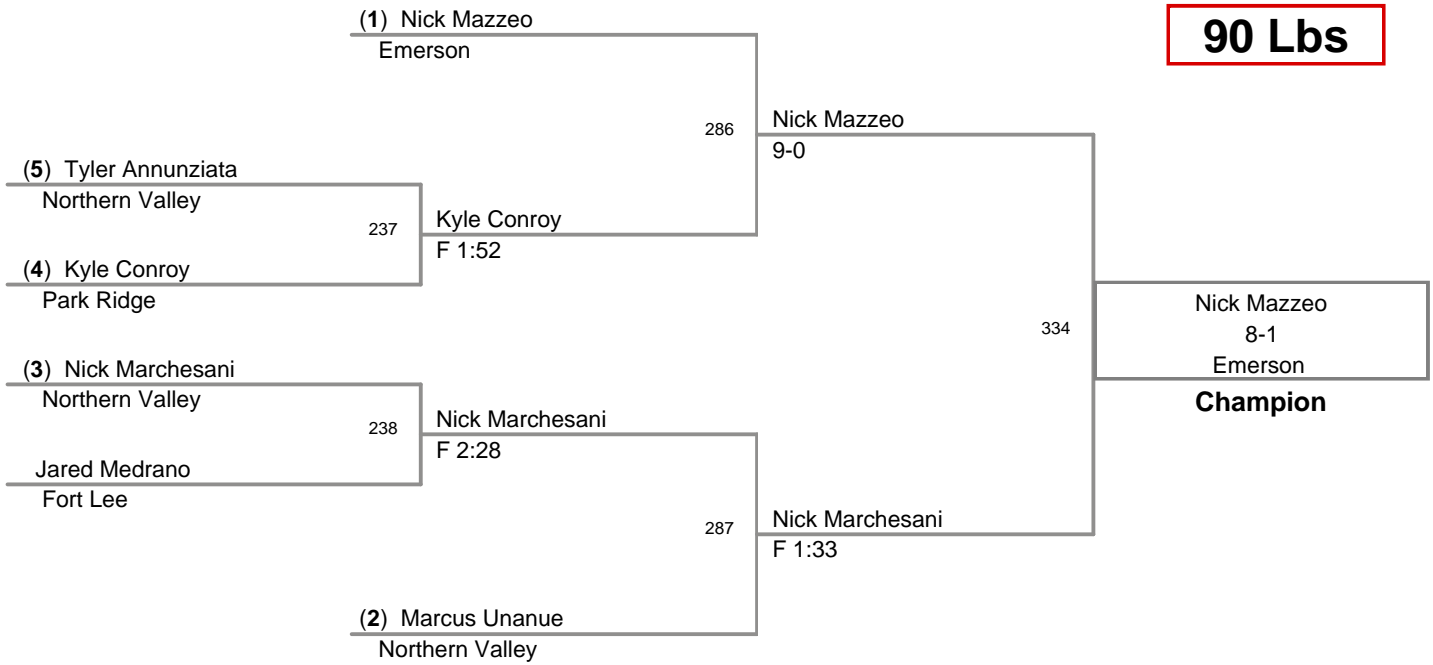 (1) Nick Mazzeo
Emerson
90 Lbs
286
Nick Mazzeo
9-0
(5) Tyler Annunziata
Northern Valley
237
Kyle Conroy
F 1:52
(4) Kyle Conroy
Park Ridge
334
Nick Mazzeo
8-1
Emerson
Champion
(3) Nick Marchesani
Northern Valley
238
Nick Marchesani
F 2:28
Jared Medrano
Fort Lee
287
Nick Marchesani
F 1:33
(2) Marcus Unanue
Northern Valley